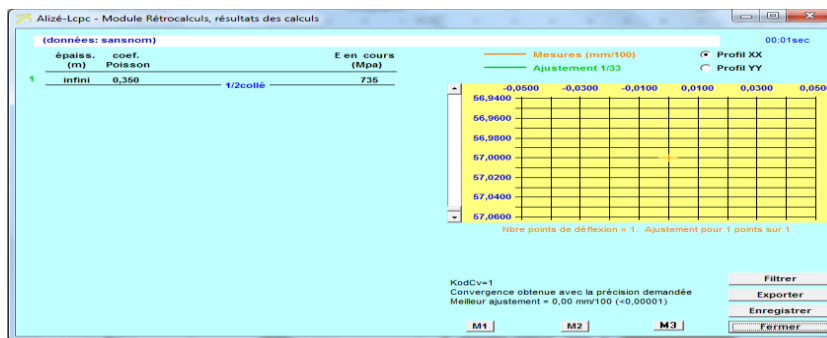 Alizé-Lcpc - Module Rétrocalculs, résultats des calculs
(données: sansnom)
00:01sec
épaiss. coef. E en cours
(m) Poisson (Mpa)
1 infini 0,350 735
1/2collé
Mesures (mm/100)
Ajustement 1/33
Profil XX
Profil YY
-0,0500 -0,0300 -0,0100 0,0100 0,0300 0,0500
56,9400
56,9600
56,9800
57,0000
57,0200
57,0400
57,0600
Nbre points de déflexion = 1. Ajustement pour 1 points sur 1
KodCv=1
Convergence obtenue avec la précision demandée
Meilleur ajustement = 0,00 mm/100 (<0,00001)
M1 M2 M3
Filtrer
Exporter
Enregistrer
Fermer